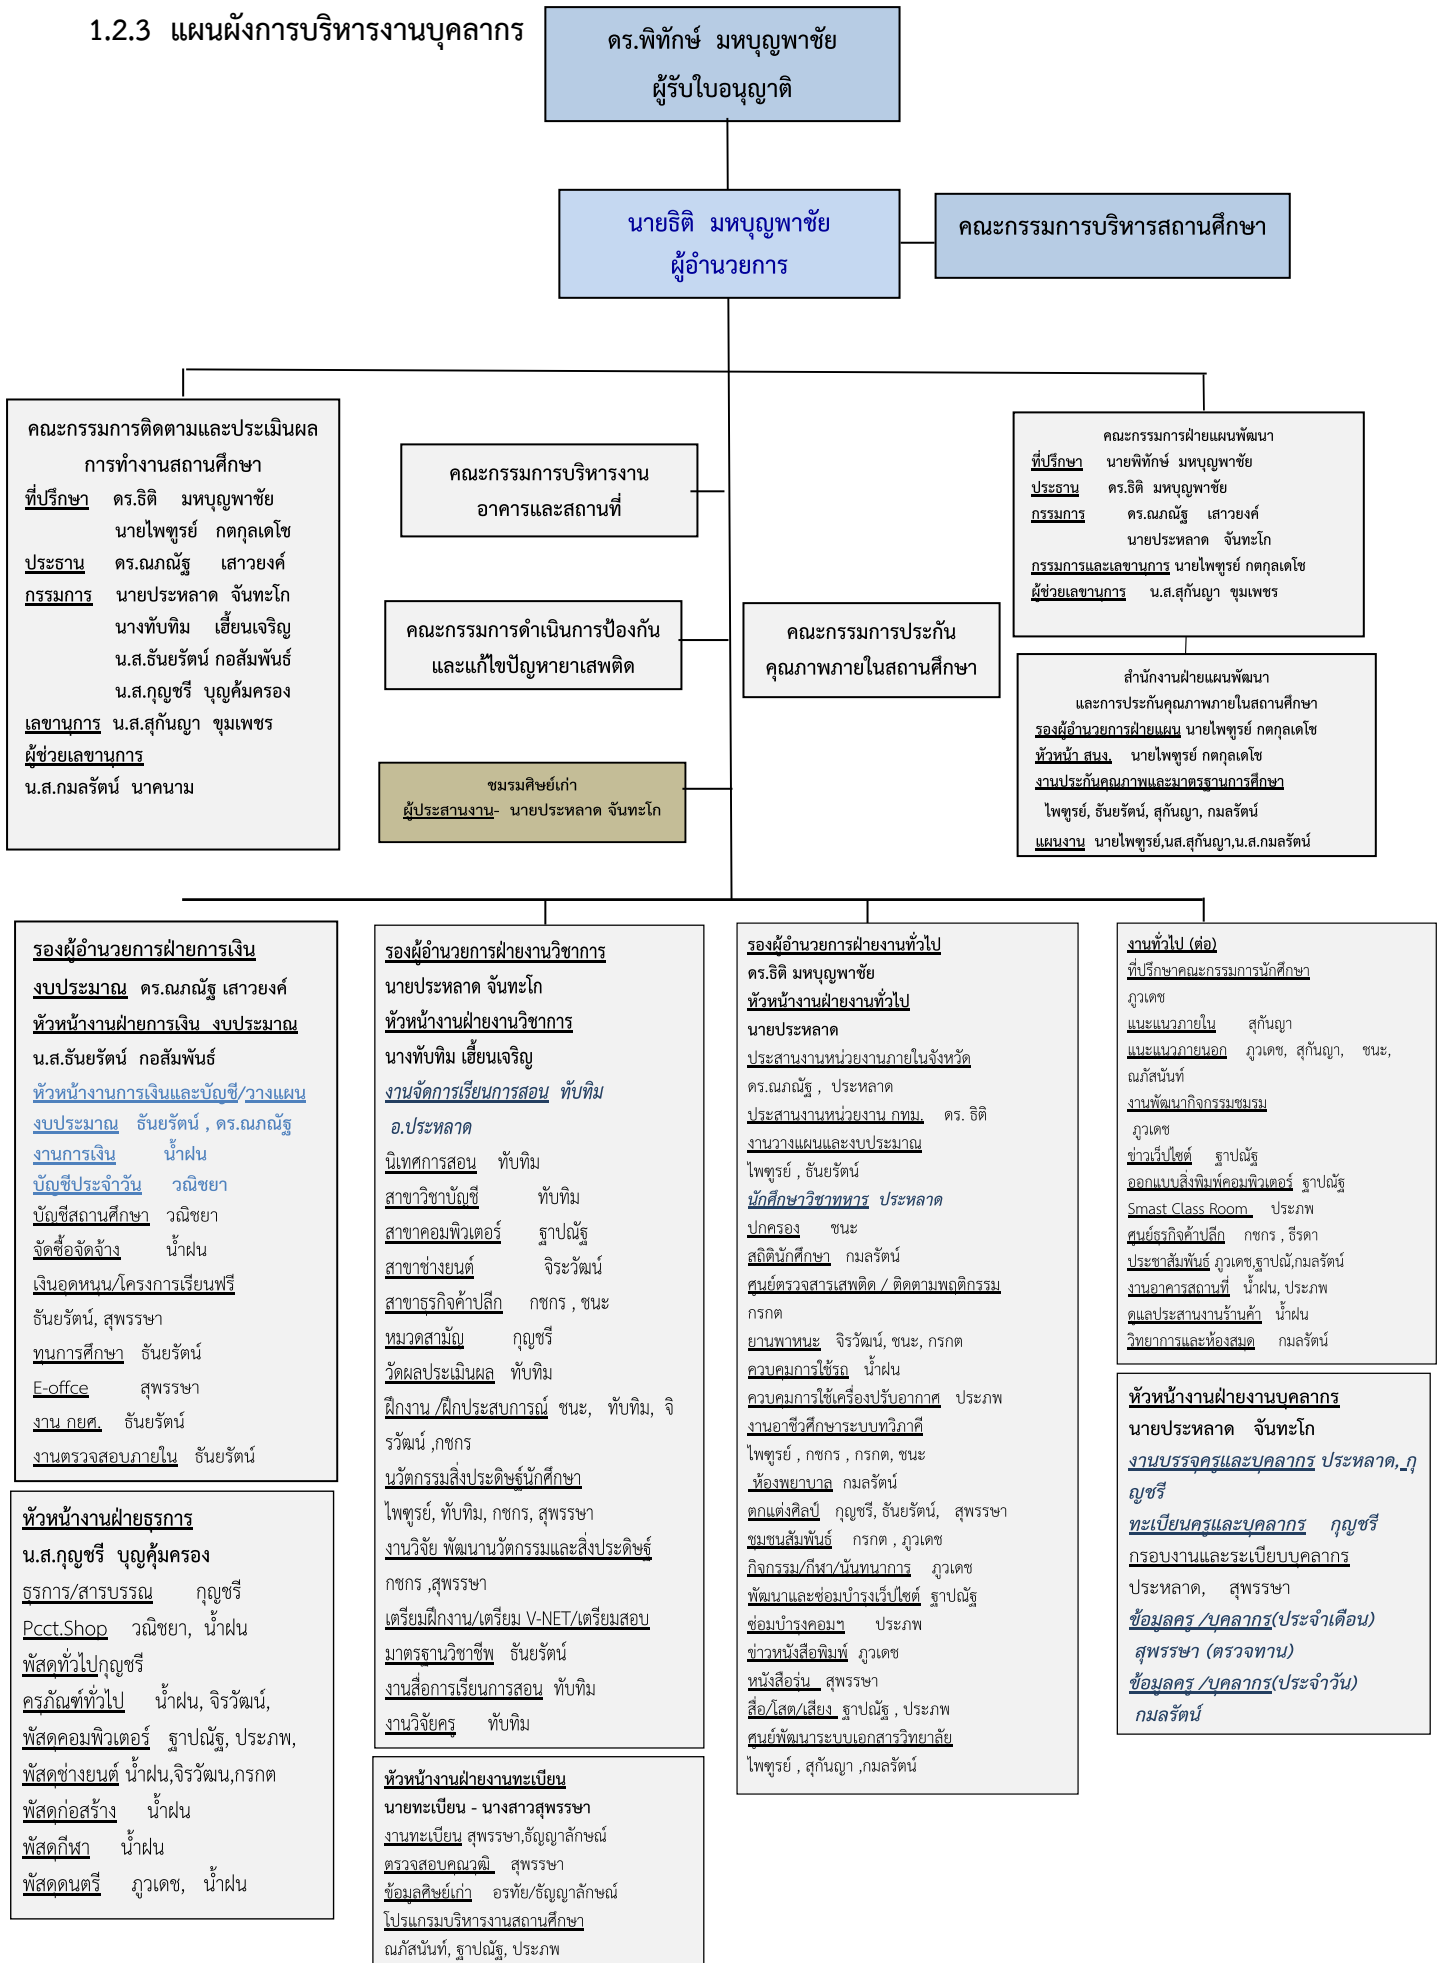 1.2.3 แผนผังการบริหารงานบุคลากร
ดร.พิทักษ์ มหบุญพาชัย
ผู้รับใบอนุญาติ
นายธิติ มหบุญพาชัย
ผู้อำนวยการ
คณะกรรมการบริหารสถานศึกษา
คณะกรรมการติดตามและประเมินผล
การทำงานสถานศึกษา
ที่ปรึกษา ดร.ธิติ มหบุญพาชัย
นายไพฑูรย์ กตกุลเดโช
ประธาน ดร.ณภณัฐ เสาวยงค์
กรรมการ นายประหลาด จันทะโก
นางทับทิม เฮี้ยนเจริญ
น.ส.ธันยรัตน์ กอสัมพันธ์
น.ส.กุญชรี บุญค้มครอง
เลขานุการ น.ส.สุกันญา ขุมเพชร
ผู้ช่วยเลขานุการ
น.ส.กมลรัตน์ นาคนาม
คณะกรรมการบริหารงาน
อาคารและสถานที่
คณะกรรมการดำเนินการป้องกัน
และแก้ไขปัญหายาเสพติด
คณะกรรมการประกัน
คุณภาพภายในสถานศึกษา
ชมรมศิษย์เก่า
ผู้ประสานงาน- นายประหลาด จันทะโก
คณะกรรมการฝ่ายแผนพัฒนา
ที่ปรึกษา นายพิทักษ์ มหบุญพาชัย
ประธาน ดร.ธิติ มหบุญพาชัย
กรรมการ ดร.ณภณัฐ เสาวยงค์
นายประหลาด จันทะโก
กรรมการและเลขานุการ นายไพฑูรย์ กตกุลเดโช
ผู้ช่วยเลขานุการ น.ส.สุกันญา ขุมเพชร
สำนักงานฝ่ายแผนพัฒนา
และการประกันคุณภาพภายในสถานศึกษา
รองผู้อำนวยการฝ่ายแผน นายไพฑูรย์ กตกุลเดโช
หัวหน้า สนง. นายไพฑูรย์ กตกุลเดโช
งานประกันคุณภาพและมาตรฐานการศึกษา
ไพฑูรย์, ธันยรัตน์, สุกันญา, กมลรัตน์
แผนงาน นายไพฑูรย์,นส.สุกันญา,น.ส.กมลรัตน์
รองผู้อำนวยการฝ่ายการเงิน
งบประมาณ ดร.ณภณัฐ เสาวยงค์
หัวหน้างานฝ่ายการเงิน งบประมาณ
น.ส.ธันยรัตน์ กอสัมพันธ์
หัวหน้างานการเงินและบัญชี/วางแผน
งบประมาณ ธันยรัตน์ , ดร.ณภณัฐ
งานการเงิน น้ำฝน
บัญชีประจำวัน วณิชยา
บัญชีสถานศึกษา วณิชยา
จัดซื้อจัดจ้าง น้ำฝน
เงินอุดหนุน/โครงการเรียนฟรี
ธันยรัตน์, สุพรรษา
ทุนการศึกษา ธันยรัตน์
E-offce สุพรรษา
งาน กยศ. ธันยรัตน์
งานตรวจสอบภายใน ธันยรัตน์
หัวหน้างานฝ่ายธุรการ
น.ส.กุญชรี บุญคุ้มครอง
ธุรการ/สารบรรณ กุญชรี
Pcct.Shop วณิชยา, น้ำฝน
พัสดุทั่วไปกุญชรี
ครุภัณฑ์ทั่วไป น้ำฝน, จิรวัฒน์,
พัสดุคอมพิวเตอร์ ฐาปณัฐ, ประภพ,
พัสดุช่างยนต์ น้ำฝน,จิรวัฒน,กรกต
พัสดุก่อสร้าง น้ำฝน
พัสดุกีฬา น้ำฝน
พัสดุดนตรี ภูวเดช, น้ำฝน
รองผู้อำนวยการฝ่ายงานวิชาการ
นายประหลาด จันทะโก
หัวหน้างานฝ่ายงานวิชาการ
นางทับทิม เฮี้ยนเจริญ
งานจัดการเรียนการสอน ทับทิม
อ.ประหลาด
นิเทศการสอน ทับทิม
สาขาวิชาบัญชี ทับทิม
สาขาคอมพิวเตอร์ ฐาปณัฐ
สาขาช่างยนต์ จิระวัฒน์
สาขาธุรกิจค้าปลีก กชกร , ชนะ
หมวดสามัญ กุญชรี
วัดผลประเมินผล ทับทิม
ฝึกงาน /ฝึกประสบการณ์ ชนะ, ทับทิม, จิ
รวัฒน์ ,กชกร
นวัตกรรมสิ่งประดิษฐ์นักศึกษา
ไพฑูรย์, ทับทิม, กชกร, สุพรรษา
งานวิจัย พัฒนานวัตกรรมและสิ่งประดิษฐ์
กชกร ,สุพรรษา
เตรียมฝึกงาน/เตรียม V-NET/เตรียมสอบ
มาตรฐานวิชาชีพ ธันยรัตน์
งานสื่อการเรียนการสอน ทับทิม
งานวิจัยครู ทับทิม
หัวหน้างานฝ่ายงานทะเบียน
นายทะเบียน - นางสาวสุพรรษา
งานทะเบียน สุพรรษา,ธัญญาลักษณ์
ตรวจสอบคุณวุฒิ สุพรรษา
ข้อมูลศิษย์เก่า อรทัย/ธัญญาลักษณ์
โปรแกรมบริหารงานสถานศึกษา
ณภัสนันท์, ฐาปณัฐ, ประภพ
รองผู้อำนวยการฝ่ายงานทั่วไป
ดร.ธิติ มหบุญพาชัย
หัวหน้างานฝ่ายงานทั่วไป
นายประหลาด
ประสานงานหน่วยงานภายในจังหวัด
ดร.ณภณัฐ , ประหลาด
ประสานงานหน่วยงาน กทม. ดร. ธิติ
งานวางแผนและงบประมาณ
ไพฑูรย์ , ธันยรัตน์
นักศึกษาวิชาทหาร ประหลาด
ปกครอง ชนะ
สถิตินักศึกษา กมลรัตน์
ศูนย์ตรวจสารเสพติด / ติดตามพฤติกรรม
กรกต
ยานพาหนะ จิรวัฒน์, ชนะ, กรกต
ควบคุมการใช้รถ น้ำฝน
ควบคุมการใช้เครื่องปรับอากาศ ประภพ
งานอาชีวศึกษาระบบทวิภาคี
ไพฑูรย์ , กชกร , กรกต, ชนะ
ห้องพยาบาล กมลรัตน์
ตกแต่งศิลป์ กุญชรี, ธันยรัตน์, สุพรรษา
ชุมชนสัมพันธ์ กรกต , ภูวเดช
กิจกรรม/กีฬา/นันทนาการ ภูวเดช
พัฒนาและซ่อมบำรุงเว็ปไซต์ ฐาปณัฐ
ซ่อมบำรุงคอมฯ ประภพ
ข่าวหนังสือพิมพ์ ภูวเดช
หนังสือรุ่น สุพรรษา
สื่อ/โสต/เสียง ฐาปณัฐ , ประภพ
ศูนย์พัฒนาระบบเอกสารวิทยาลัย
ไพฑูรย์ , สุกันญา ,กมลรัตน์
งานทั่วไป (ต่อ)
ที่ปรึกษาคณะกรรมการนักศึกษา
ภูวเดช
แนะแนวภายใน สุกันญา
แนะแนวภายนอก ภูวเดช, สุกันญา, ชนะ,
ณภัสนันท์
งานพัฒนากิจกรรมชมรม
ภูวเดช
ข่าวเว็ปไซต์ ฐาปณัฐ
ออกแบบสิ่งพิมพ์คอมพิวเตอร์ ฐาปณัฐ
Smast Class Room ประภพ
ศูนย์ธุรกิจค้าปลีก กชกร , ธีรดา
ประชาสัมพันธ์ ภูวเดช,ฐาปณั,กมลรัตน์
งานอาคารสถานที่ น้ำฝน, ประภพ
ดูแลประสานงานร้านค้า น้ำฝน
วิทยาการและห้องสมุด กมลรัตน์
หัวหน้างานฝ่ายงานบุคลากร
นายประหลาด จันทะโก
งานบรรจุครูและบุคลากร ประหลาด, กุ
ญชรี
ทะเบียนครูและบุคลากร กุญชรี
กรอบงานและระเบียบบุคลากร
ประหลาด, สุพรรษา
ข้อมูลครู /บุคลากร(ประจำเดือน)
สุพรรษา (ตรวจทาน)
ข้อมูลครู /บุคลากร(ประจำวัน)
กมลรัตน์